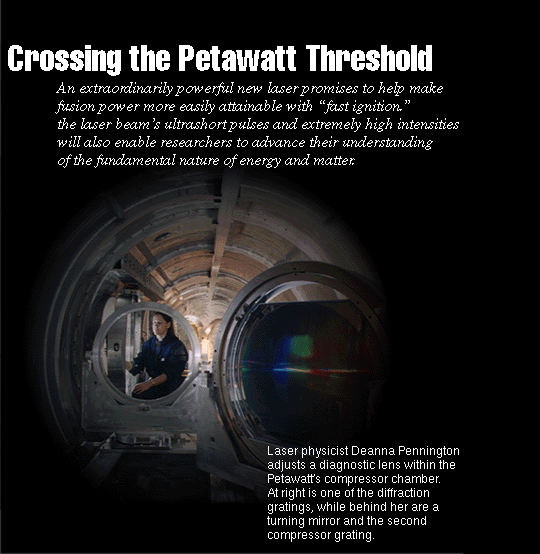 Crossing the Petawatt Threshold
An extraordinarily powerful new laser promises to help make
fusion power more easily attainable with “fast ignition.”
the laser beam’s ultrashort pulses and extremely high intensities
will also enable researchers to advance their understanding
of the fundamental nature of energy and matter.
Laser physicist Deanna Pennington
adjusts a diagnostic lens within the
Petawatt's compressor chamber.
At right is one of the diffraction
gratings, while behind her are a
turning mirror and the second
compressor grating.